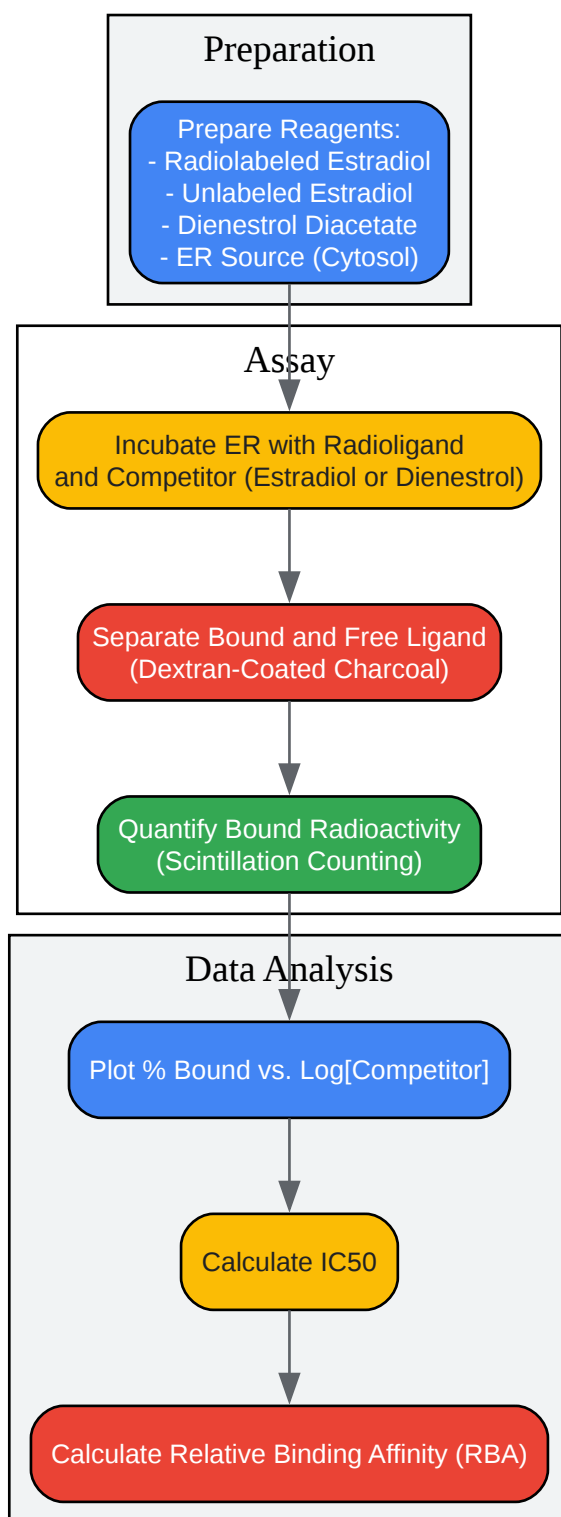 Preparation
Prepare Reagents:
- Radiolabeled Estradiol
- Unlabeled Estradiol
- Dienestrol Diacetate
- ER Source (Cytosol)
Assay
Incubate ER with Radioligand
and Competitor (Estradiol or Dienestrol)
Separate Bound and Free Ligand
(Dextran-Coated Charcoal)
Quantify Bound Radioactivity
(Scintillation Counting)
Data Analysis
Plot % Bound vs. Log[Competitor]
Calculate IC50
Calculate Relative Binding Affinity (RBA)